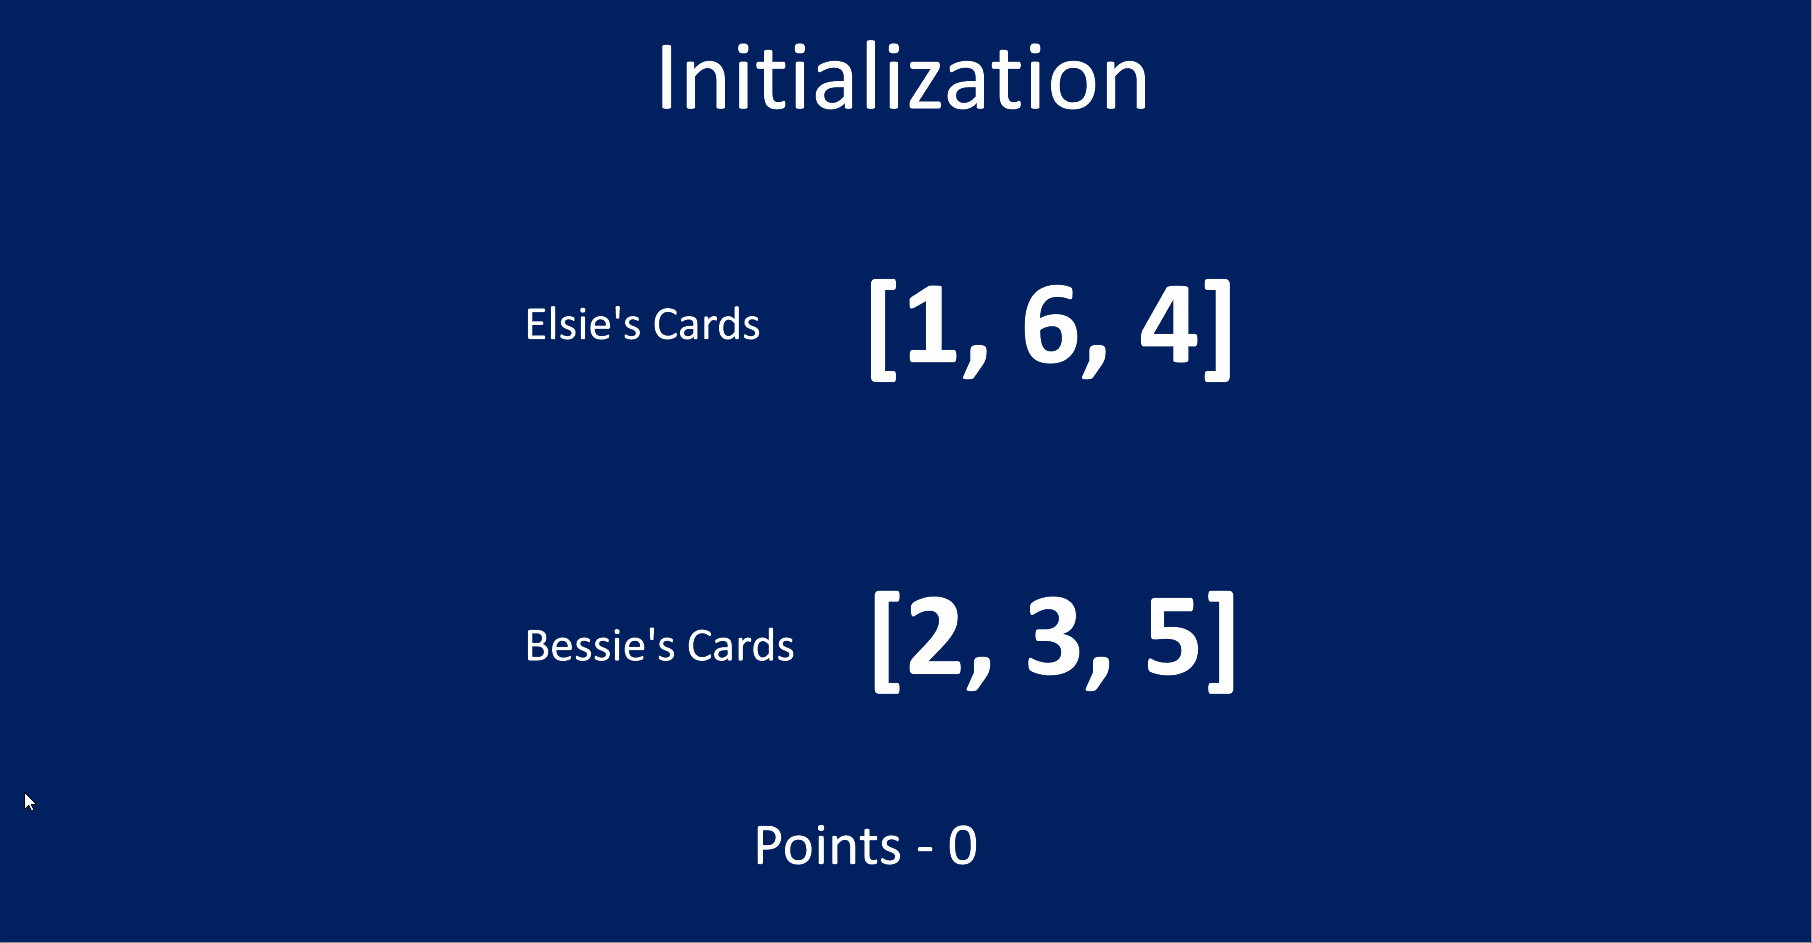 Initialization
Elsie's Cards [1, 6, 4]
Bessie's Cards [2, 3, 5]
Points - 0